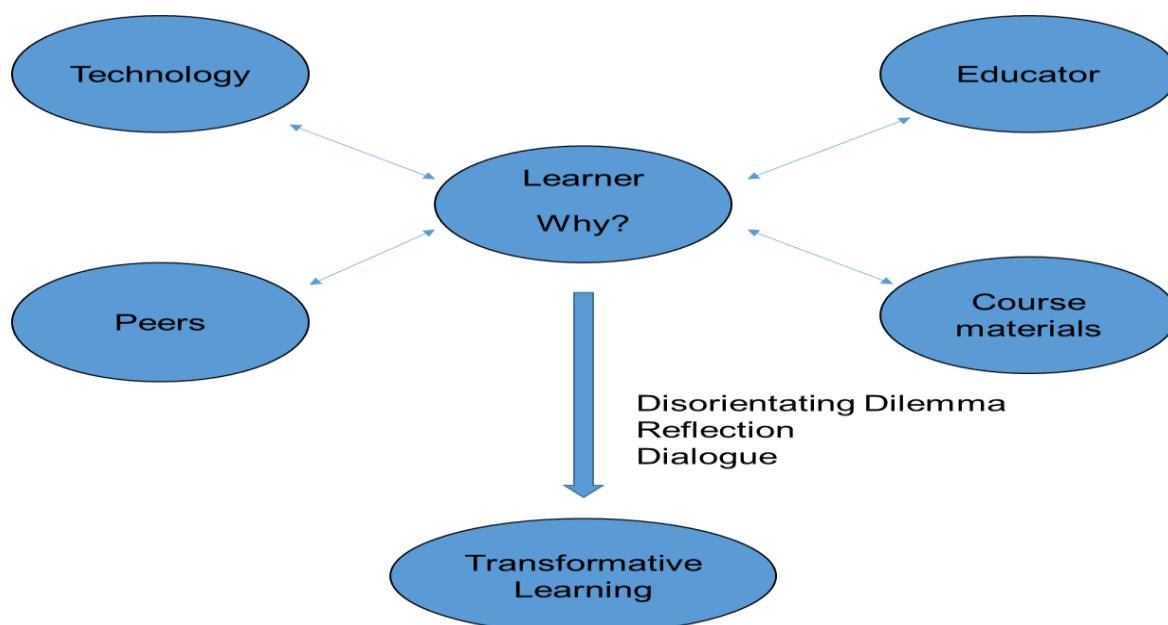 Technology
Educator
Learner
Why?
Peers
Course
materials
Disorientating Dilemma
Reflection
Dialogue
Transformative
Learning